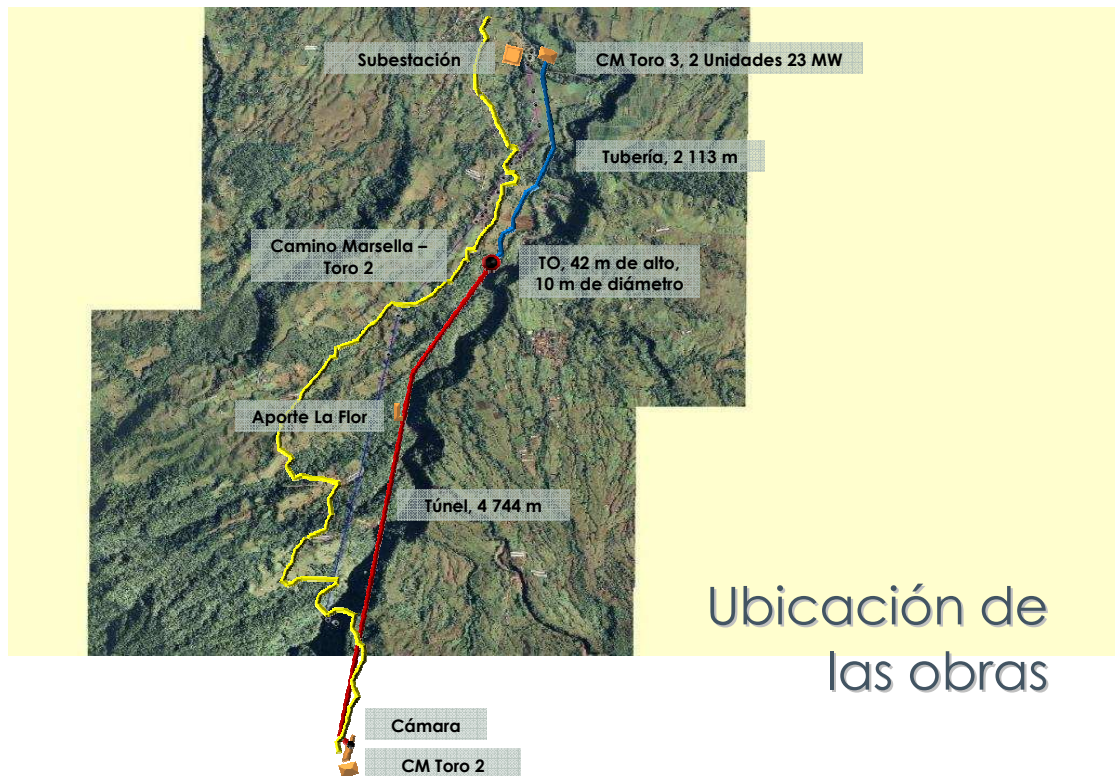 Subestación
CM Toro 3, 2 Unidades 23 MW
Tubería, 2 113 m
Camino Marsella –
Toro 2
TO, 42 m de alto,
10 m de diámetro
Aporte La Flor
Túnel, 4 744 m
Ubicación de
las obras
Cámara
CM Toro 2